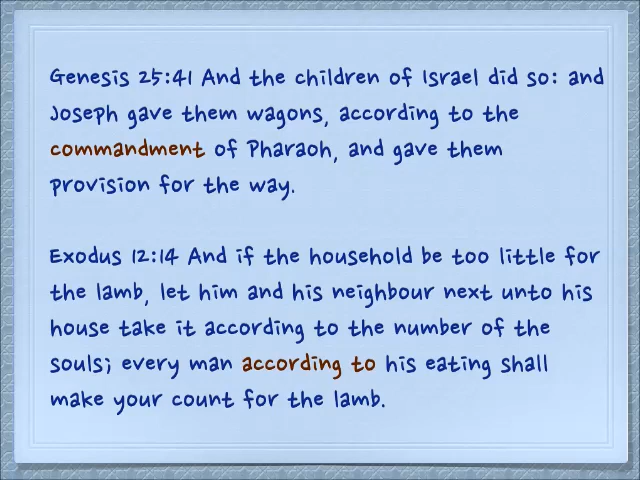 Genesis 25:41 And the children of Israel did so: and
Joseph gave them wagons, according to the
commandment of Pharaoh, and gave them
provision for the way.
Exodus 12:14 And if the household be too little for
the lamb, let him and his neighbour next unto his
house take it according to the number of the
souls; every man according to his eating shall
make your count for the lamb.